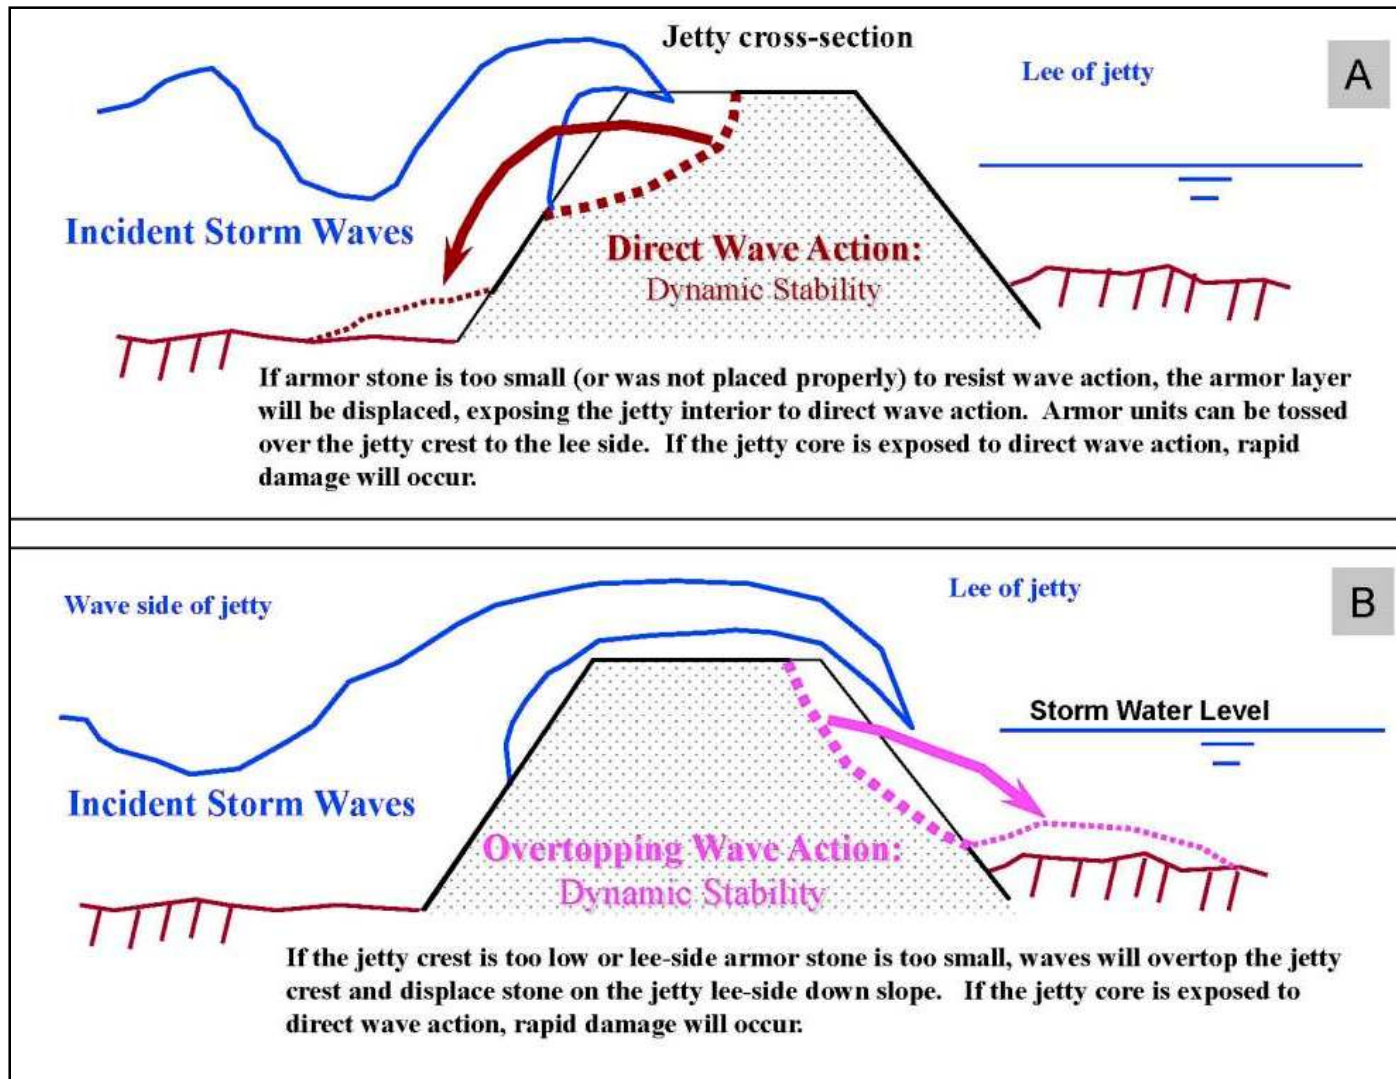 Jetty cross-section
Lee of jetty
A
Incident Storm Waves
Direct Wave Action:
Dynamic Stability
If armor stone is too small (or was not placed properly) to resist wave action, the armor layer
will be displaced, exposing the jetty interior to direct wave action.  Armor units can be tossed
over the jetty crest to the lee side.  If the jetty core is exposed to direct wave action, rapid
damage will occur.
Wave side of jetty
Lee of jetty
B
Storm Water Level
Incident Storm Waves
Overtopping Wave Action:
Dynamic Stability
If the jetty crest is too low or lee-side armor stone is too small, waves will overtop the jetty
crest and displace stone on the jetty lee-side down slope.   If the jetty core is exposed to
direct wave action, rapid damage will occur.